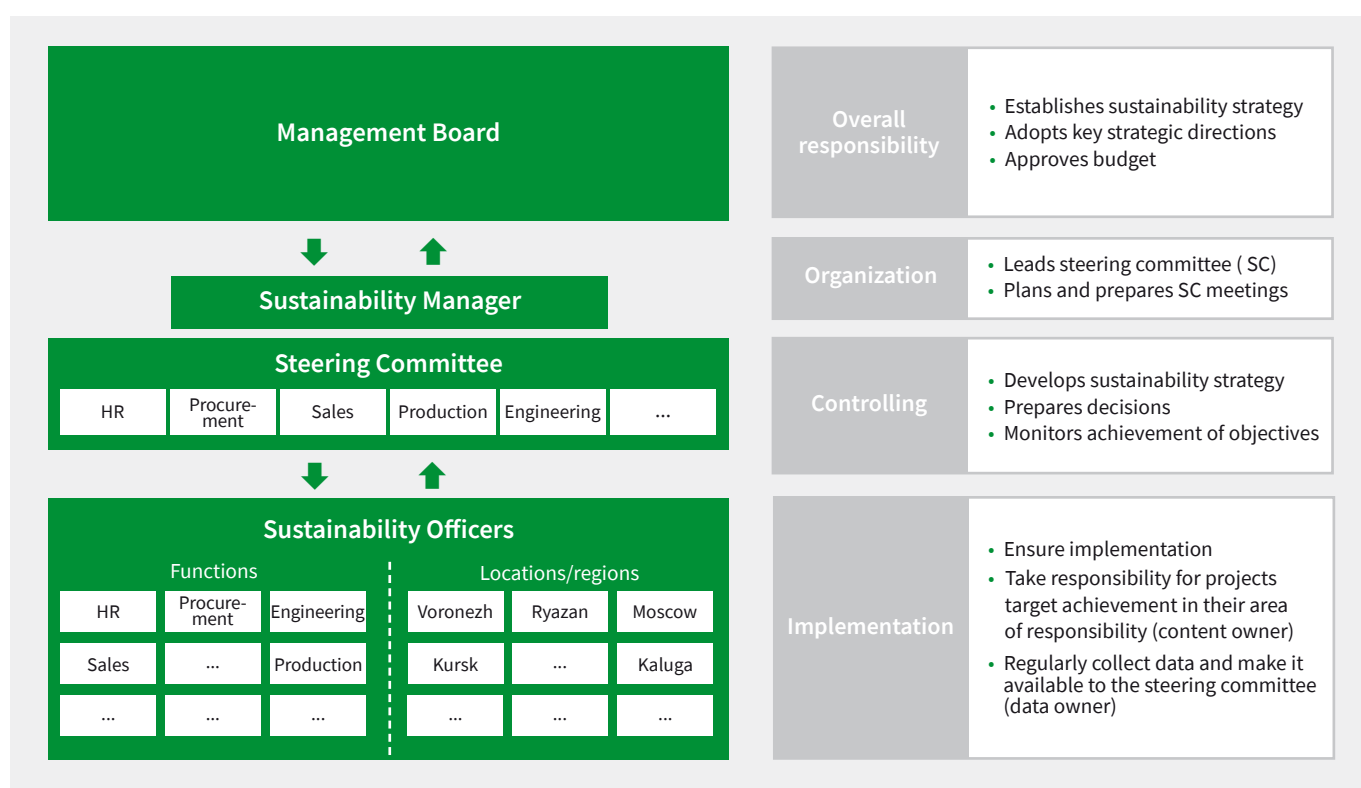 Management Board
Overall
responsibility
• Establishes sustainability strategy
• Adopts key strategic directions
• Approves budget
Sustainability Manager
Organization
• Leads steering committee ( SC)
• Plans and prepares SC meetings
Steering Committee
HR
Procure-
ment
Sales
Production
Engineering
...
Controlling
• Develops sustainability strategy
• Prepares decisions
• Monitors achievement of objectives
Sustainability Officers
Functions
HR
Procure-
ment
Engineering
Sales
...
Production
...
...
...
Locations/regions
Voronezh
Ryazan
Moscow
Kursk
...
Kaluga
...
...
...
Implementation
• Ensure implementation
• Take responsibility for projects
target achievement in their area
of responsibility (content owner)
• Regularly collect data and make it
available to the steering committee
(data owner)